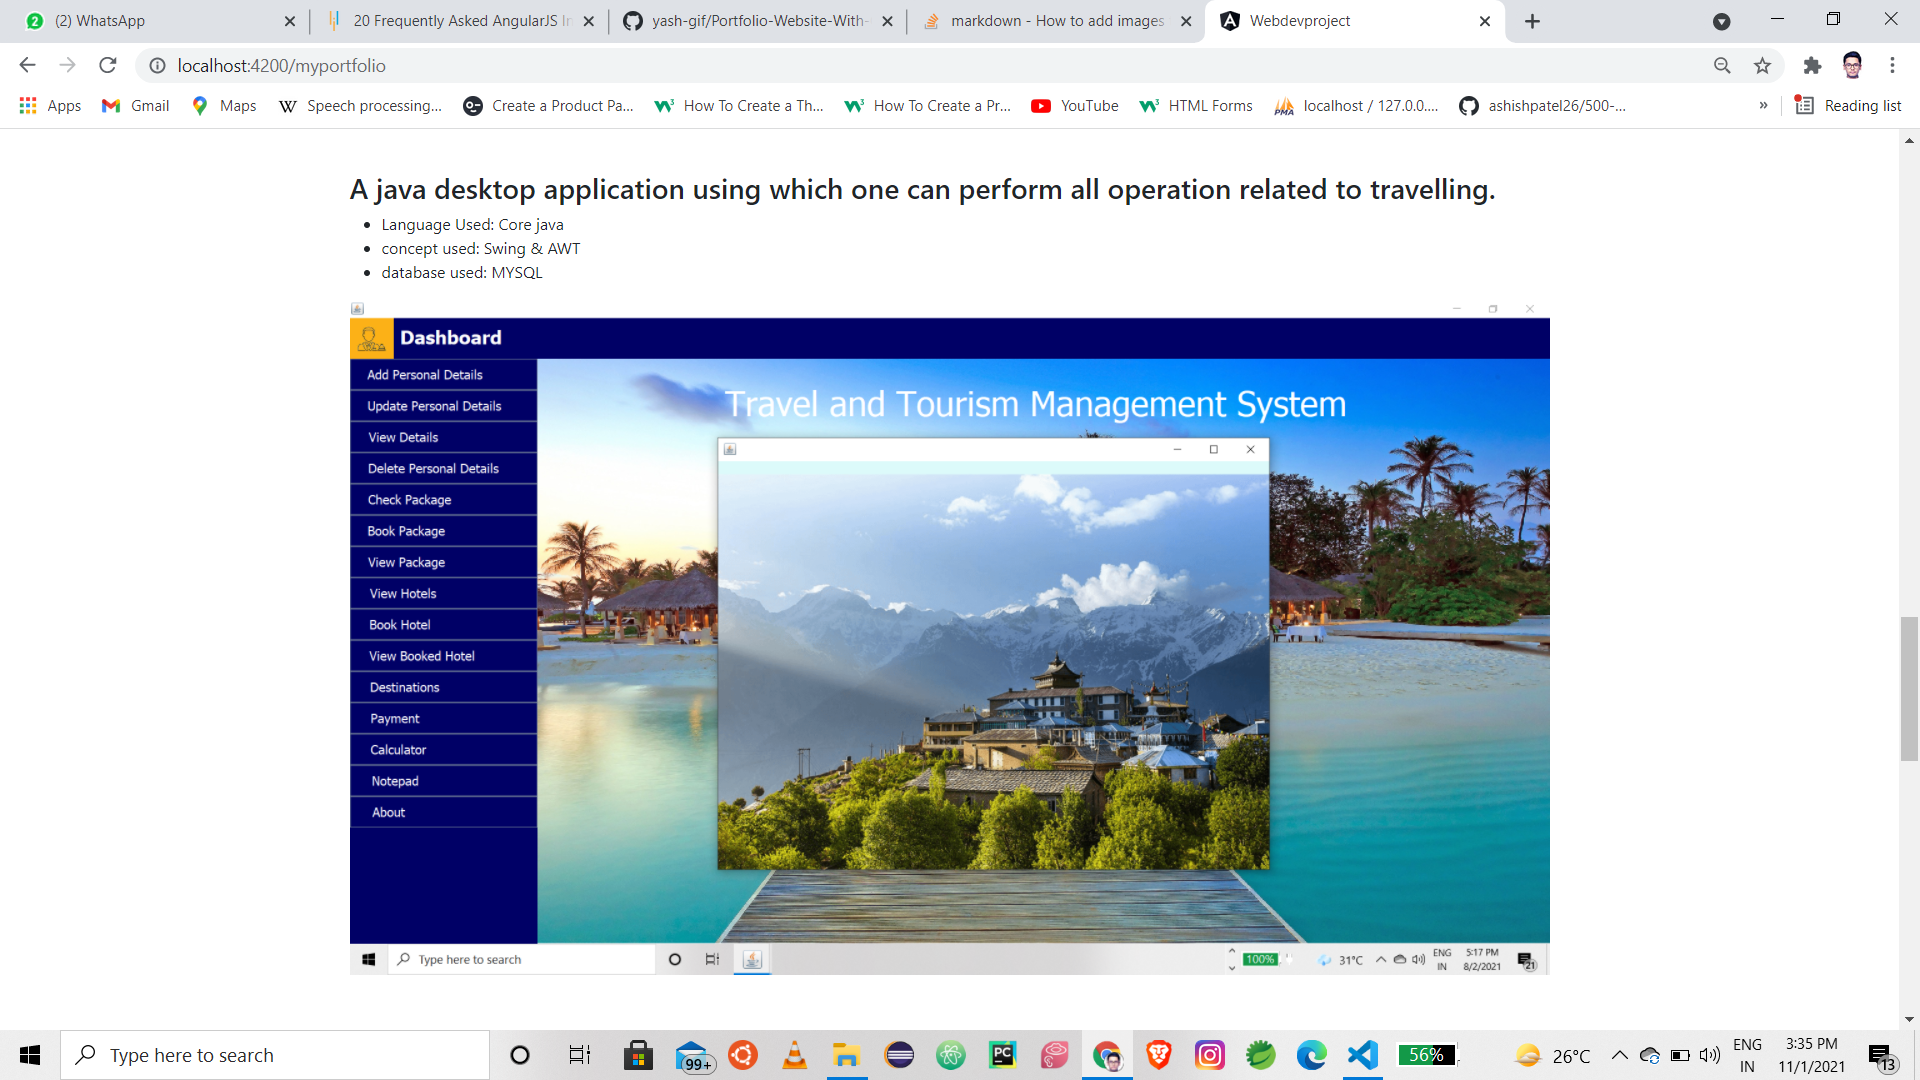 (2) WhatsApp
20 Frequently Asked AngularJS In
yash-gif/Portfolio-Website-With-
markdown - How to add images
Webdevproject
localhost:4200/myportfolio
Apps
Gmail
Maps
Speech processing...
Create a Product Pa...
How To Create a Th...
How To Create a Pr...
YouTube
HTML Forms
localhost / 127.0.0....
ashishpatel26/500-...
»
Reading list
A java desktop application using which one can perform all operation related to travelling.
Language Used: Core java
concept used: Swing & AWT
database used: MYSQL
Dashboard
Add Personal Details
Update Personal Details
View Details
Delete Personal Details
Check Package
Book Package
View Package
View Hotels
Book Hotel
View Booked Hotel
Destinations
Payment
Calculator
Notepad
About
Travel and Tourism Management System
Type here to search
100%
31°C
ENG
IN
5:17 PM
8/2/2021
21
Type here to search
99+
PC
56%
26°C
ENG
IN
3:35 PM
11/1/2021
13